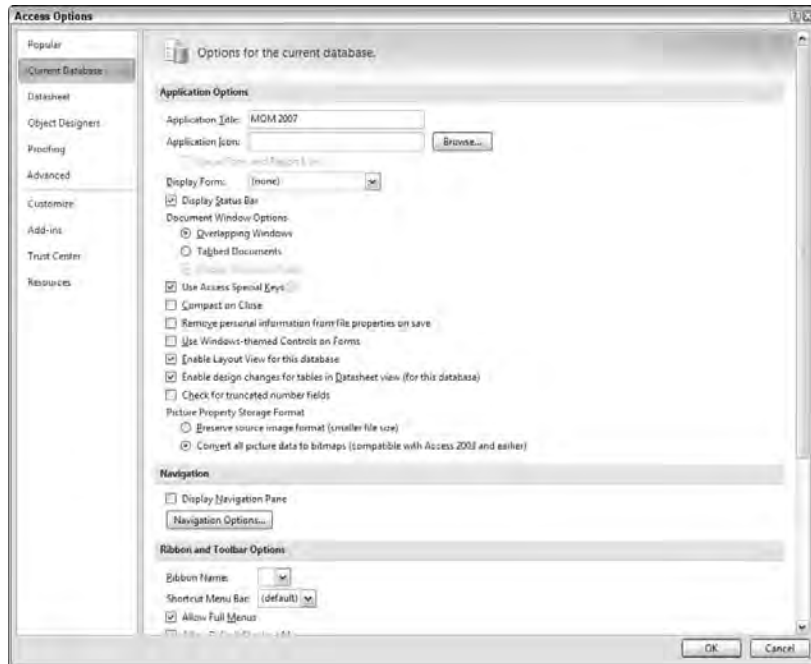 Access Options
Popular
Current Database
Datasheet
Object Designers
Proofing
Advanced
Customize
Add-ins
Trust Center
Resources
Options for the current database.
Application Options
Application Title: MOM 2007
Application Icon: Browse...
Display Form: (none)
Display Status Bar
Document Window Options
Overlapping Windows
Tabbed Documents
Use Access Special Keys
Compact on Close
Remove personal information from file properties on save
Use Windows-themed Controls on Forms
Enable Layout View for this database
Enable design changes for tables in Datasheet view (for this database)
Check for truncated number fields
Picture Property Storage Format
Preserve source image format (smaller file size)
Convert all picture data to bitmaps (compatible with Access 2003 and earlier)
Navigation
Display Navigation Pane
Navigation Options...
Ribbon and Toolbar Options
Ribbon Name:
Shortcut Menu Bar: (default)
Allow Full Menus
OK Cancel